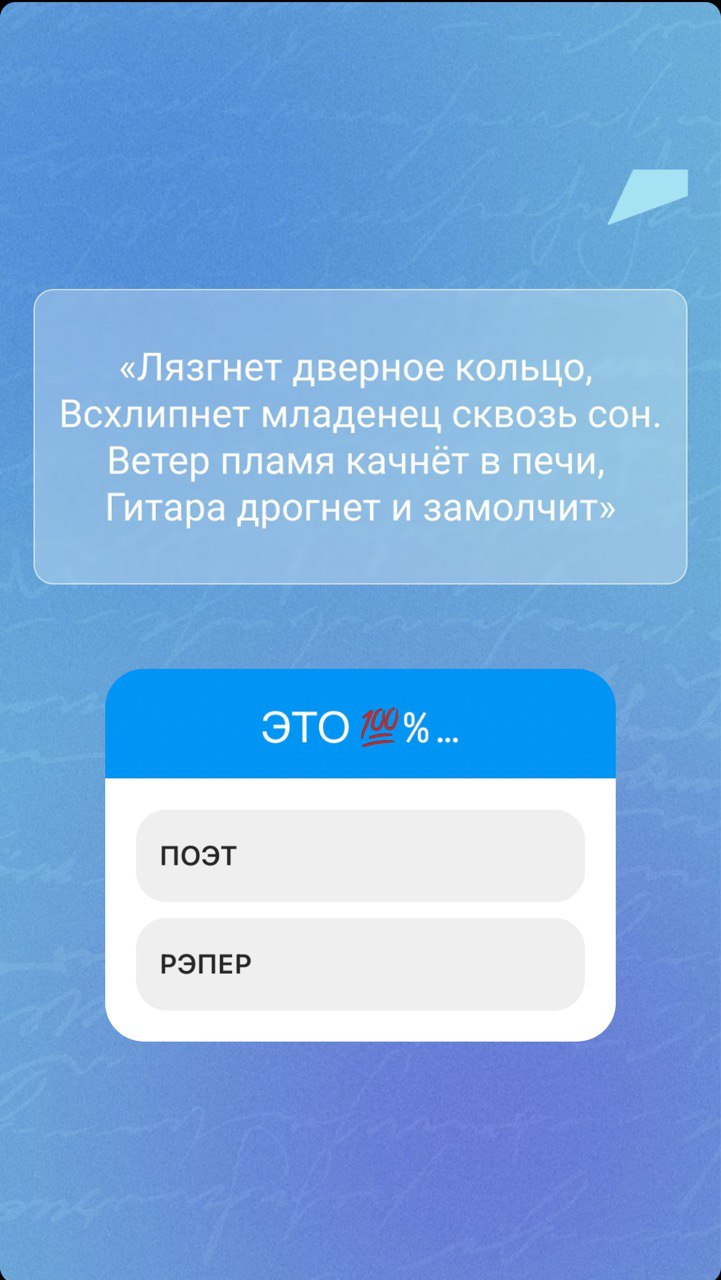 «Лязгнет дверное кольцо,
Всхлипнет младенец сквозь сон.
Ветер пламя качнёт в печи,
Гитара дрогнет и замолчит»
ЭТО 💯% ...
ПОЭТ
РЭПЕР